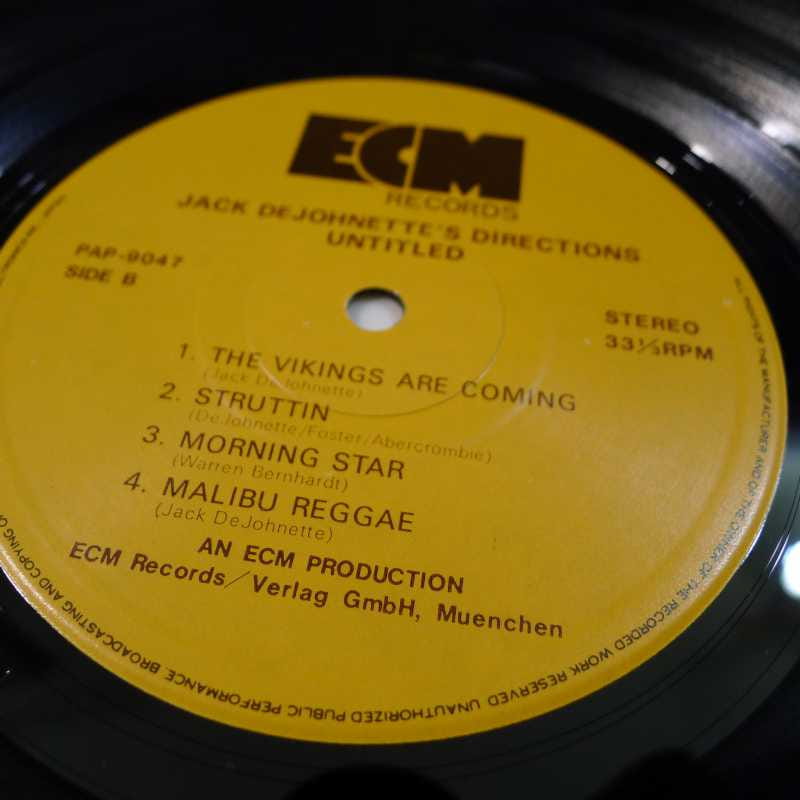 ECM
RECORDS
JACK DEJOHNETTE'S DIRECTIONS
UNTITLED
PAP-9047
SIDE B
STEREO
33⅓RPM
1. THE VIKINGS ARE COMING
(Jack DeJohnette)
2. STRUTTIN
(DeJohnette/Foster/Abercrombie)
3. MORNING STAR
(Warren Bernhardt)
4. MALIBU REGGAE
(Jack DeJohnette)
AN ECM PRODUCTION
ECM Records/Verlag GmbH, Muenchen
OF THE MANUFACTURER AND OF THE OWNER OF THE RECORDED WORK RESERVED UNAUTHORIZED PUBLIC PERFORMANCE BROADCASTING AND COPYING OF